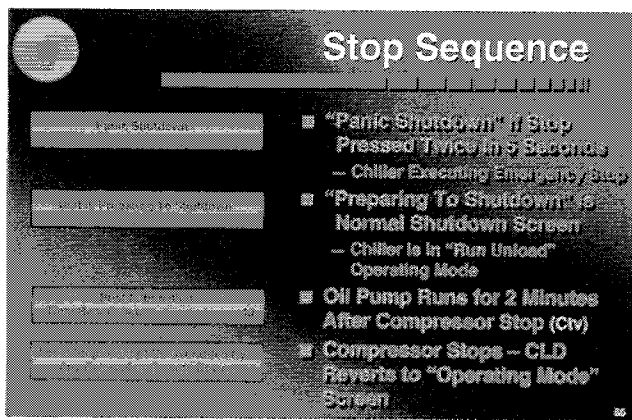 Stop Sequence
Panic Shutdown
■ “Panic Shutdown” if Stop
Pressed Twice in 5 Seconds
– Chiller Executing Emergency Stop
■ “Preparing To Shutdown” is
Normal Shutdown Screen
– Chiller is in “Run Unload”
Operating Mode
■ Oil Pump Runs for 2 Minutes
After Compressor Stop (Ctv)
■ Compressor Stops – CLD
Reverts to “Operating Mode”
Screen